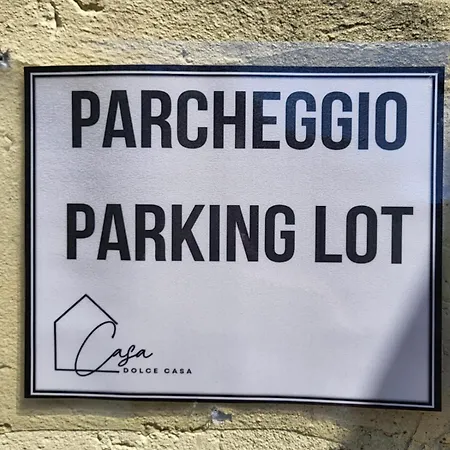 PARCHEGGIO
PARKING LOT
Casa
DOLCE CASA